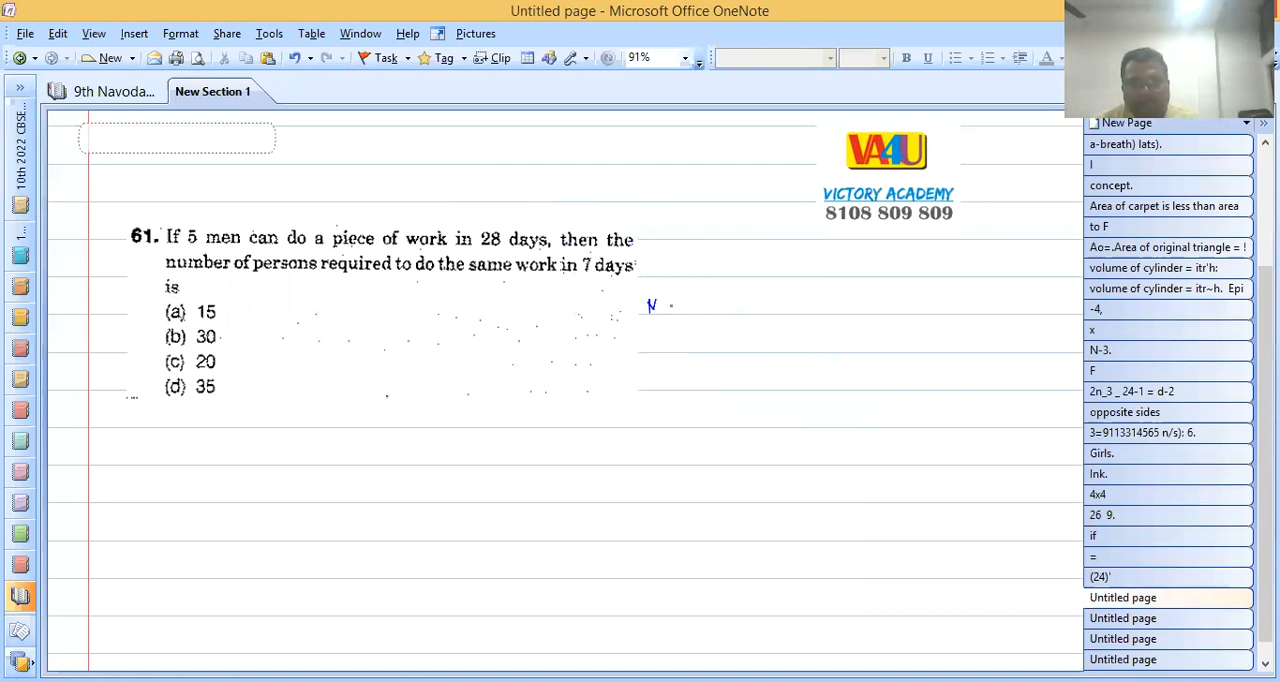 Untitled page - Microsoft Office OneNote
File Edit View Insert Format Share Tools Table Window Help Pictures
New Task Tag Clip 91% B U A
9th Navoda... New Section 1
10th 2022 CBSE...
1...
New Page
a-breath) lats).
I
concept.
Area of carpet is less than area
to F
Ao=.Area of original triangle = !
volume of cylinder = itr'h:
volume of cylinder = itr~h. Epi
-4,
x
N-3.
F
2n_3 _ 24-1 = d-2
opposite sides
3=9113314565 n/s): 6.
Girls.
Ink.
4x4
26 9.
if
=
(24)'
Untitled page
Untitled page
Untitled page
Untitled page
VA4U
VICTORY ACADEMY
8108 809 809
61. If 5 men can do a piece of work in 28 days, then the
number of persons required to do the same work in 7 days
is
(a) 15
(b) 30
(c) 20
(d) 35
N